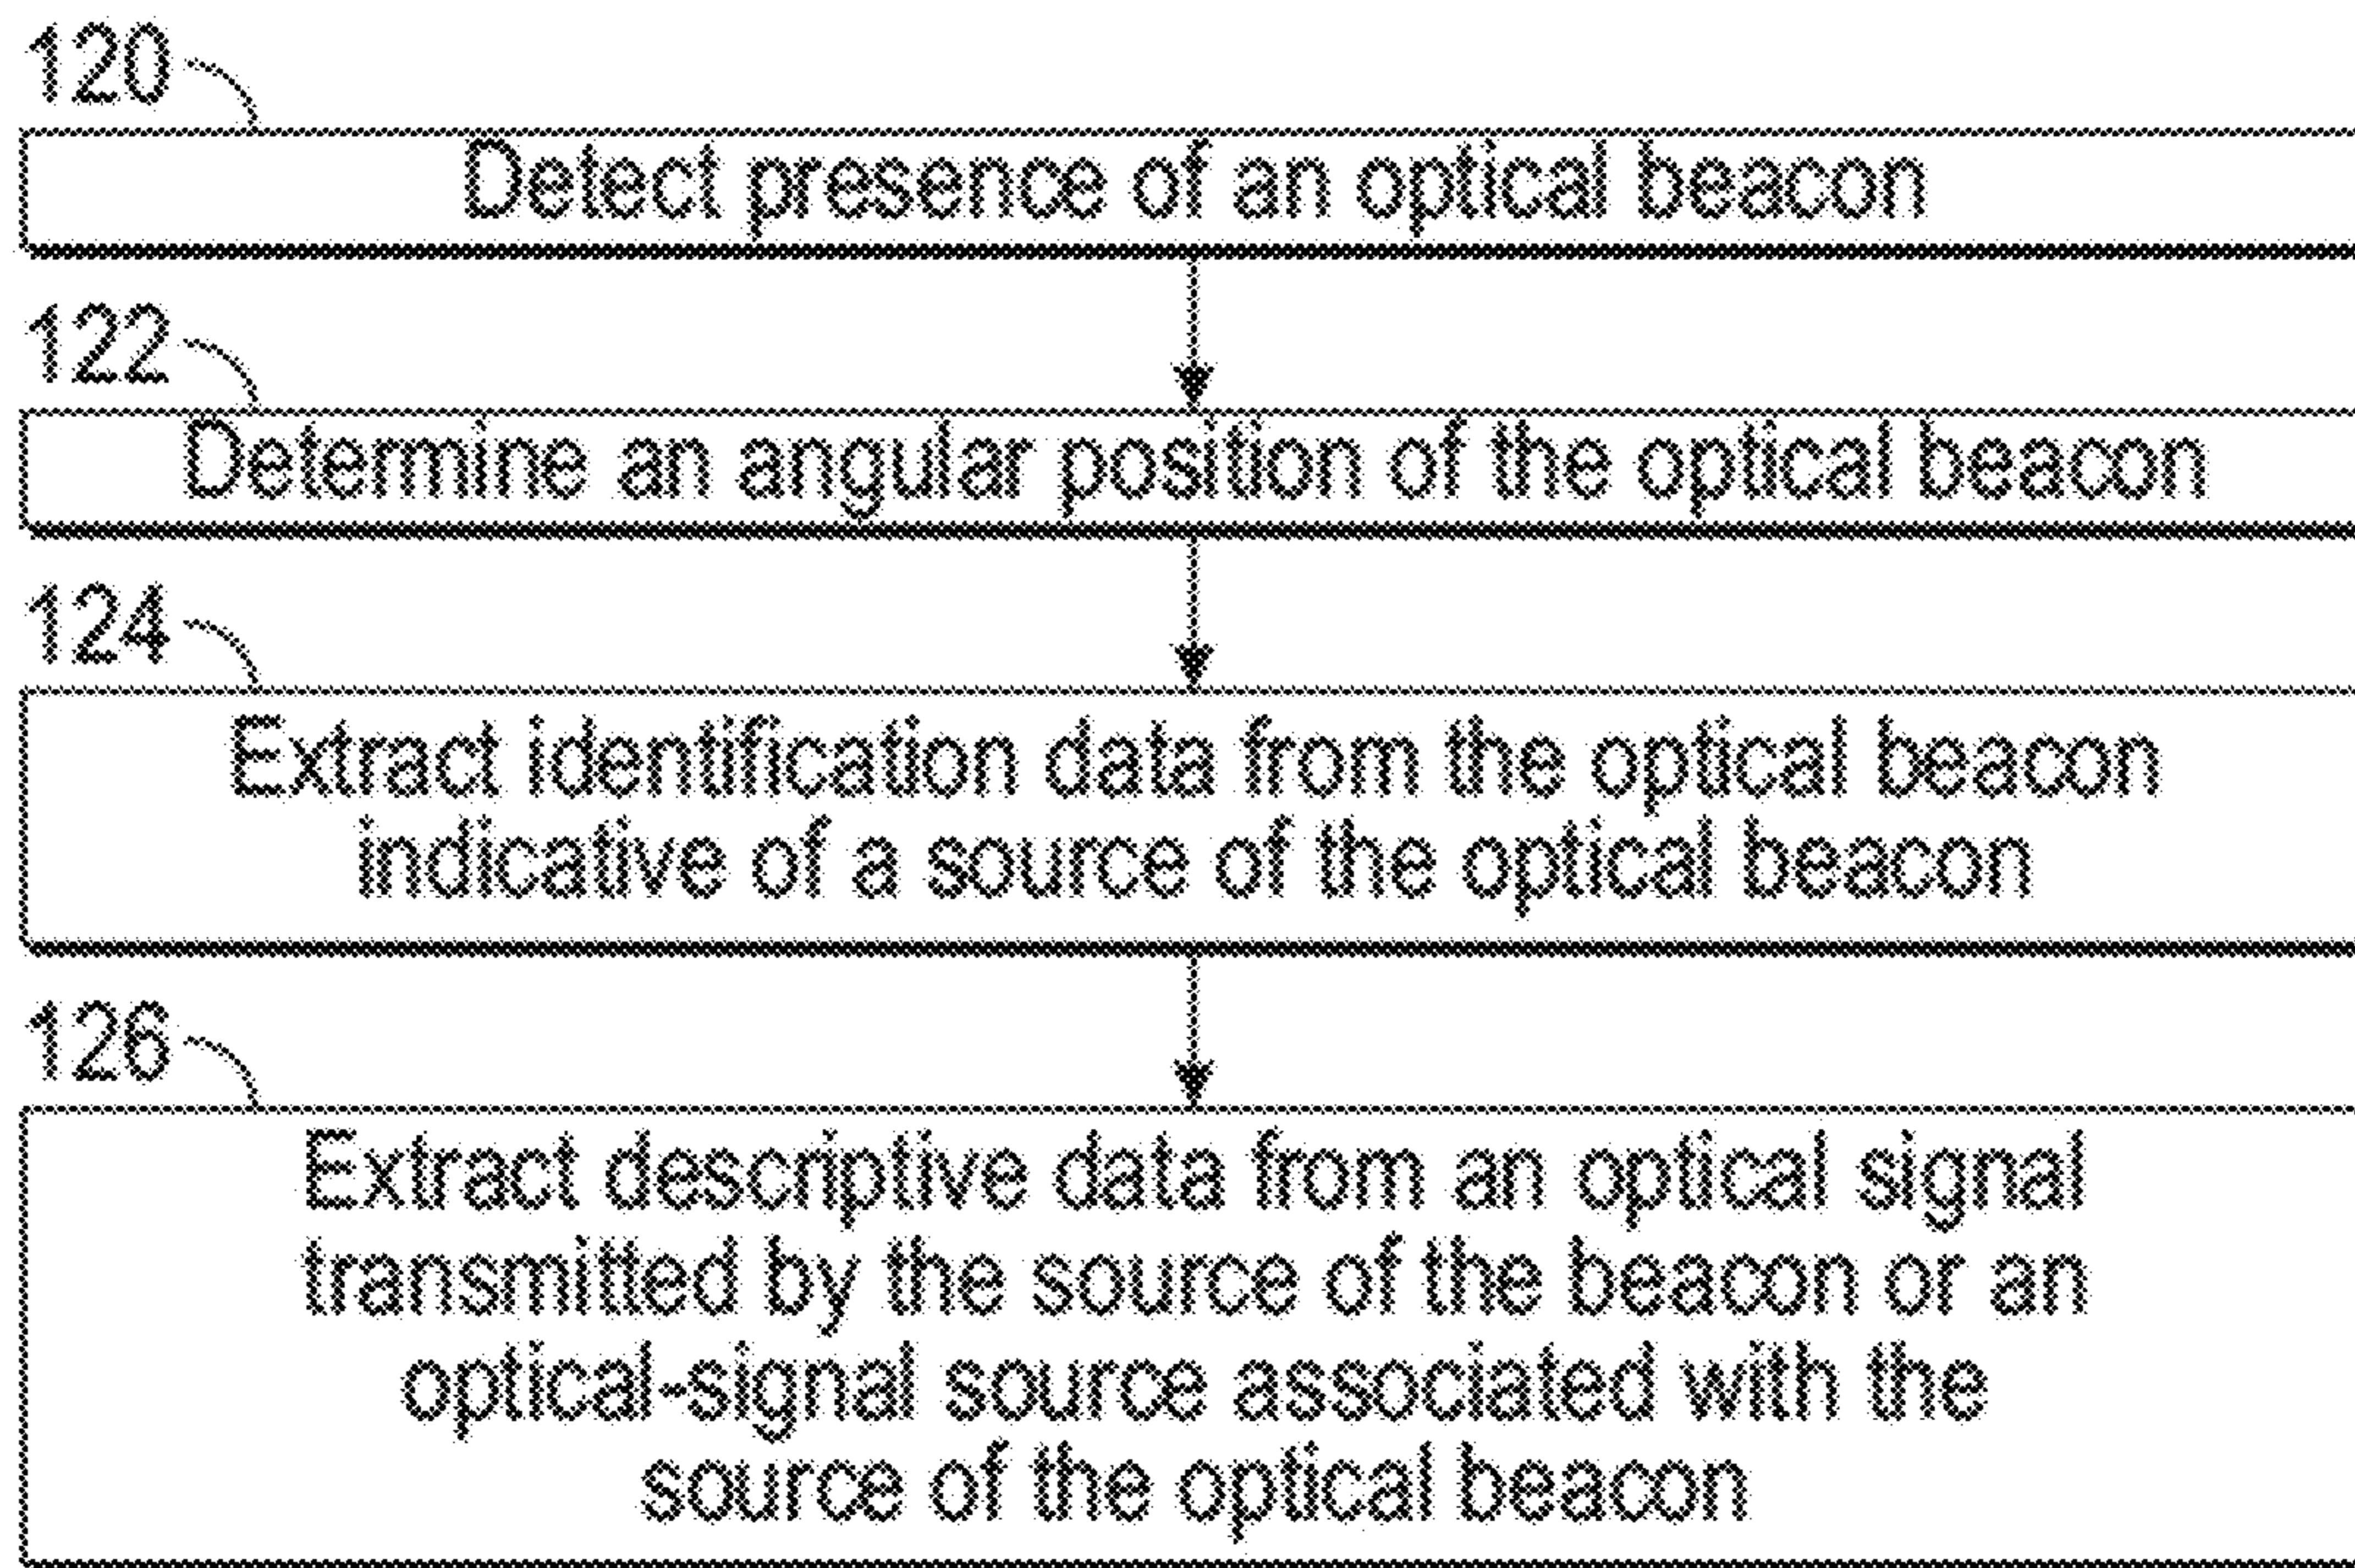 120
Detect presence of an optical beacon
122
Determine an angular position of the optical beacon
124
Extract identification data from the optical beacon
indicative of a source of the optical beacon
126
Extract descriptive data from an optical signal
transmitted by the source of the beacon or an
optical-signal source associated with the
source of the optical beacon